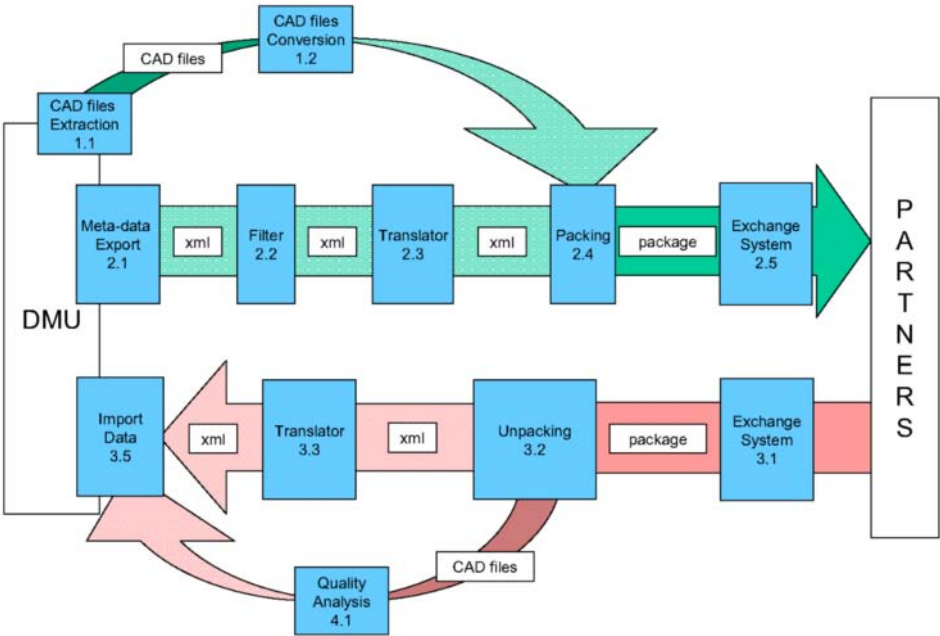 CAD files
Conversion
1.2
CAD files
CAD files
Extraction
1.1
Meta-data
Export
2.1
xml
Filter
2.2
xml
Translator
2.3
xml
Packing
2.4
package
Exchange
System
2.5
DMU
PARTNERS
Import
Data
3.5
xml
Translator
3.3
xml
Unpacking
3.2
package
Exchange
System
3.1
CAD files
Quality
Analysis
4.1